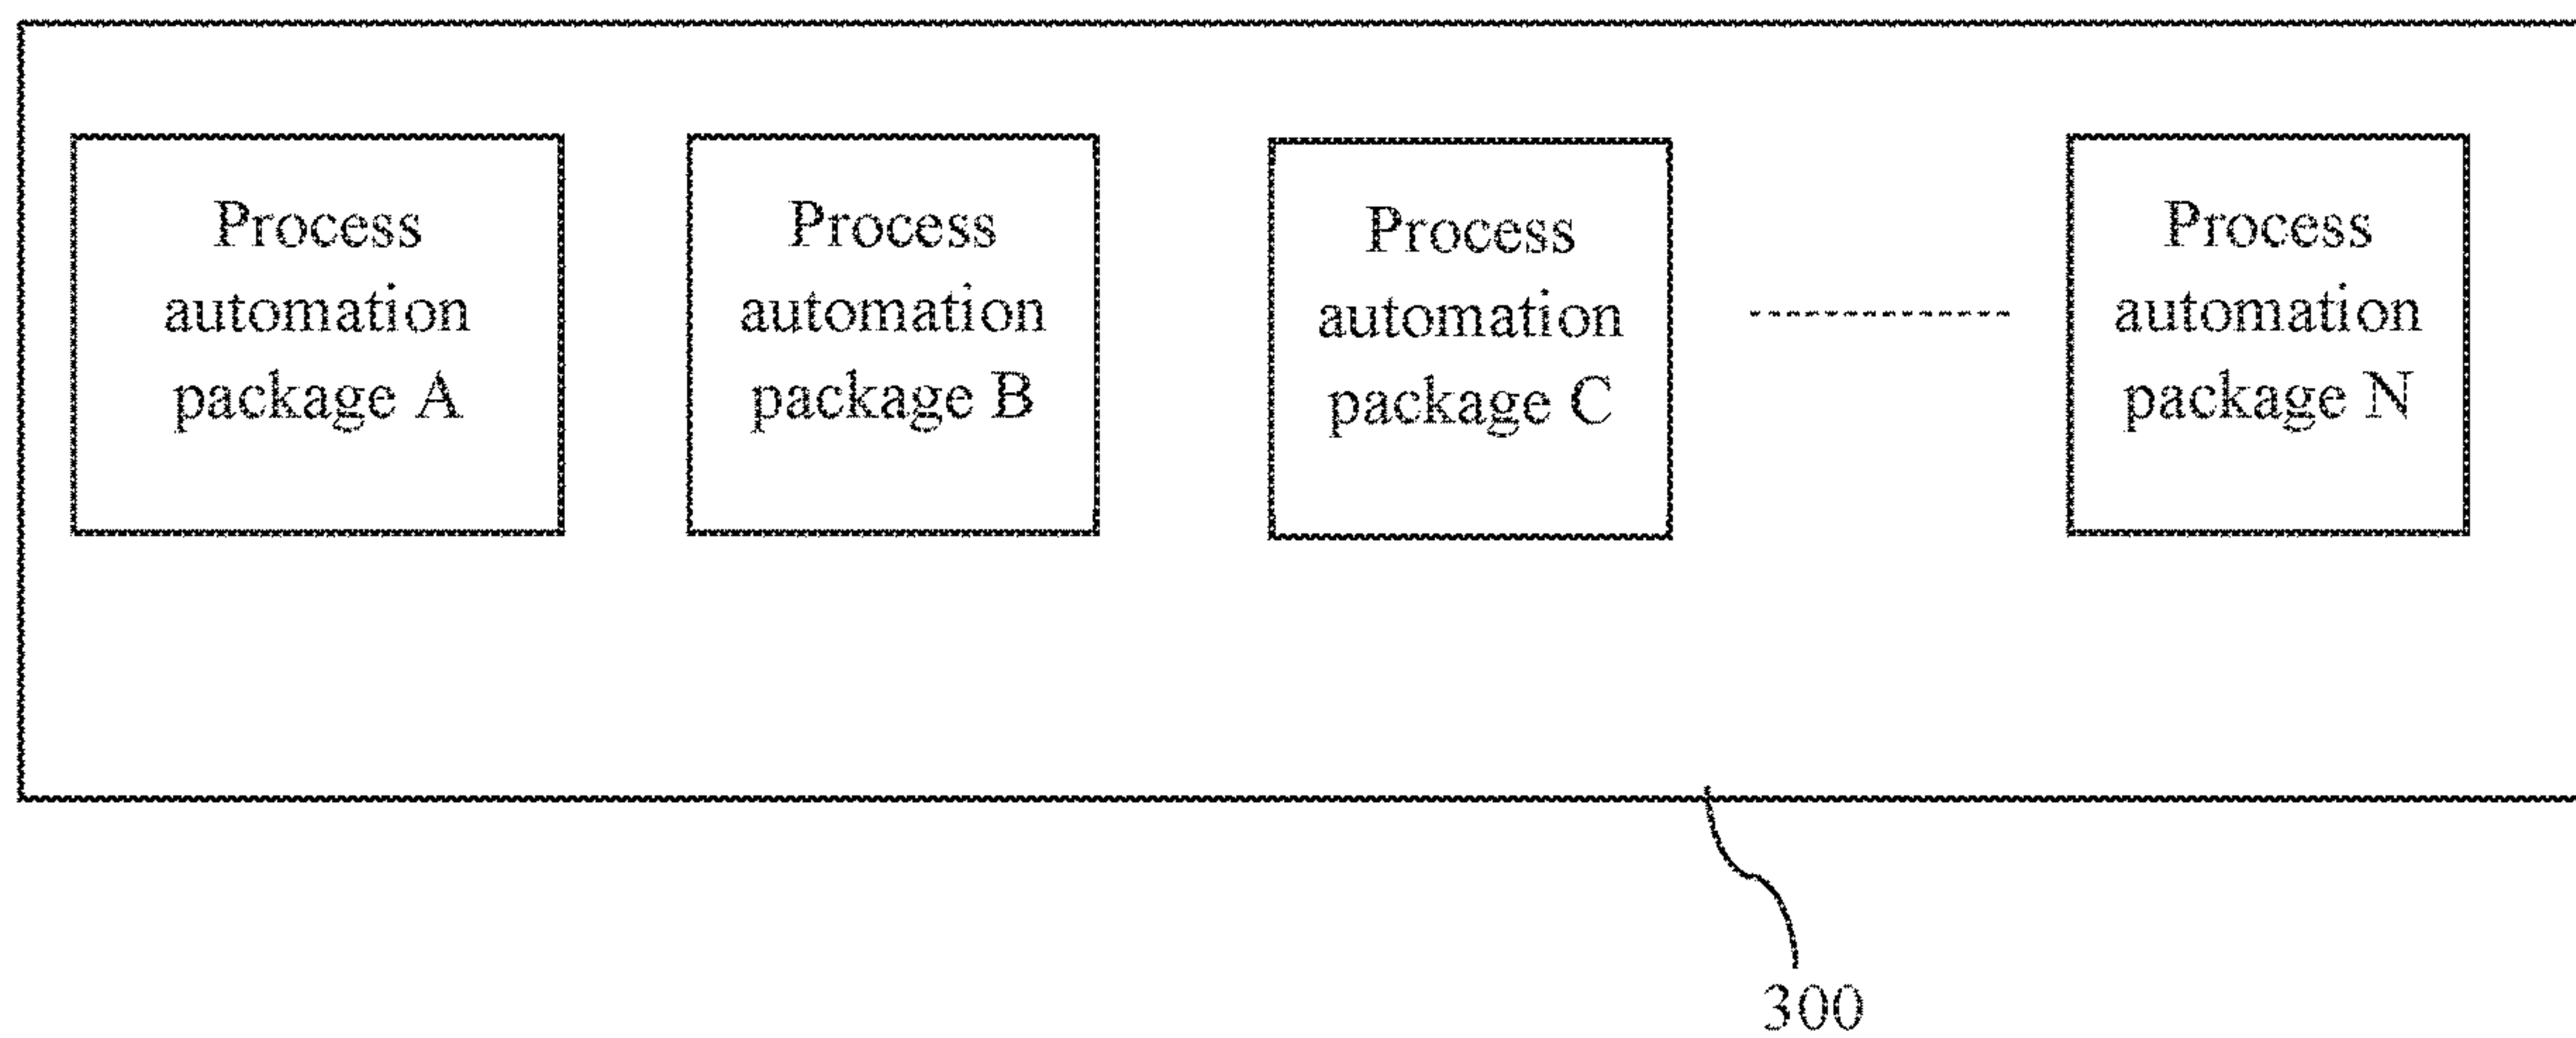 Process
automation
package A
Process
automation
package B
Process
automation
package C
Process
automation
package N
300